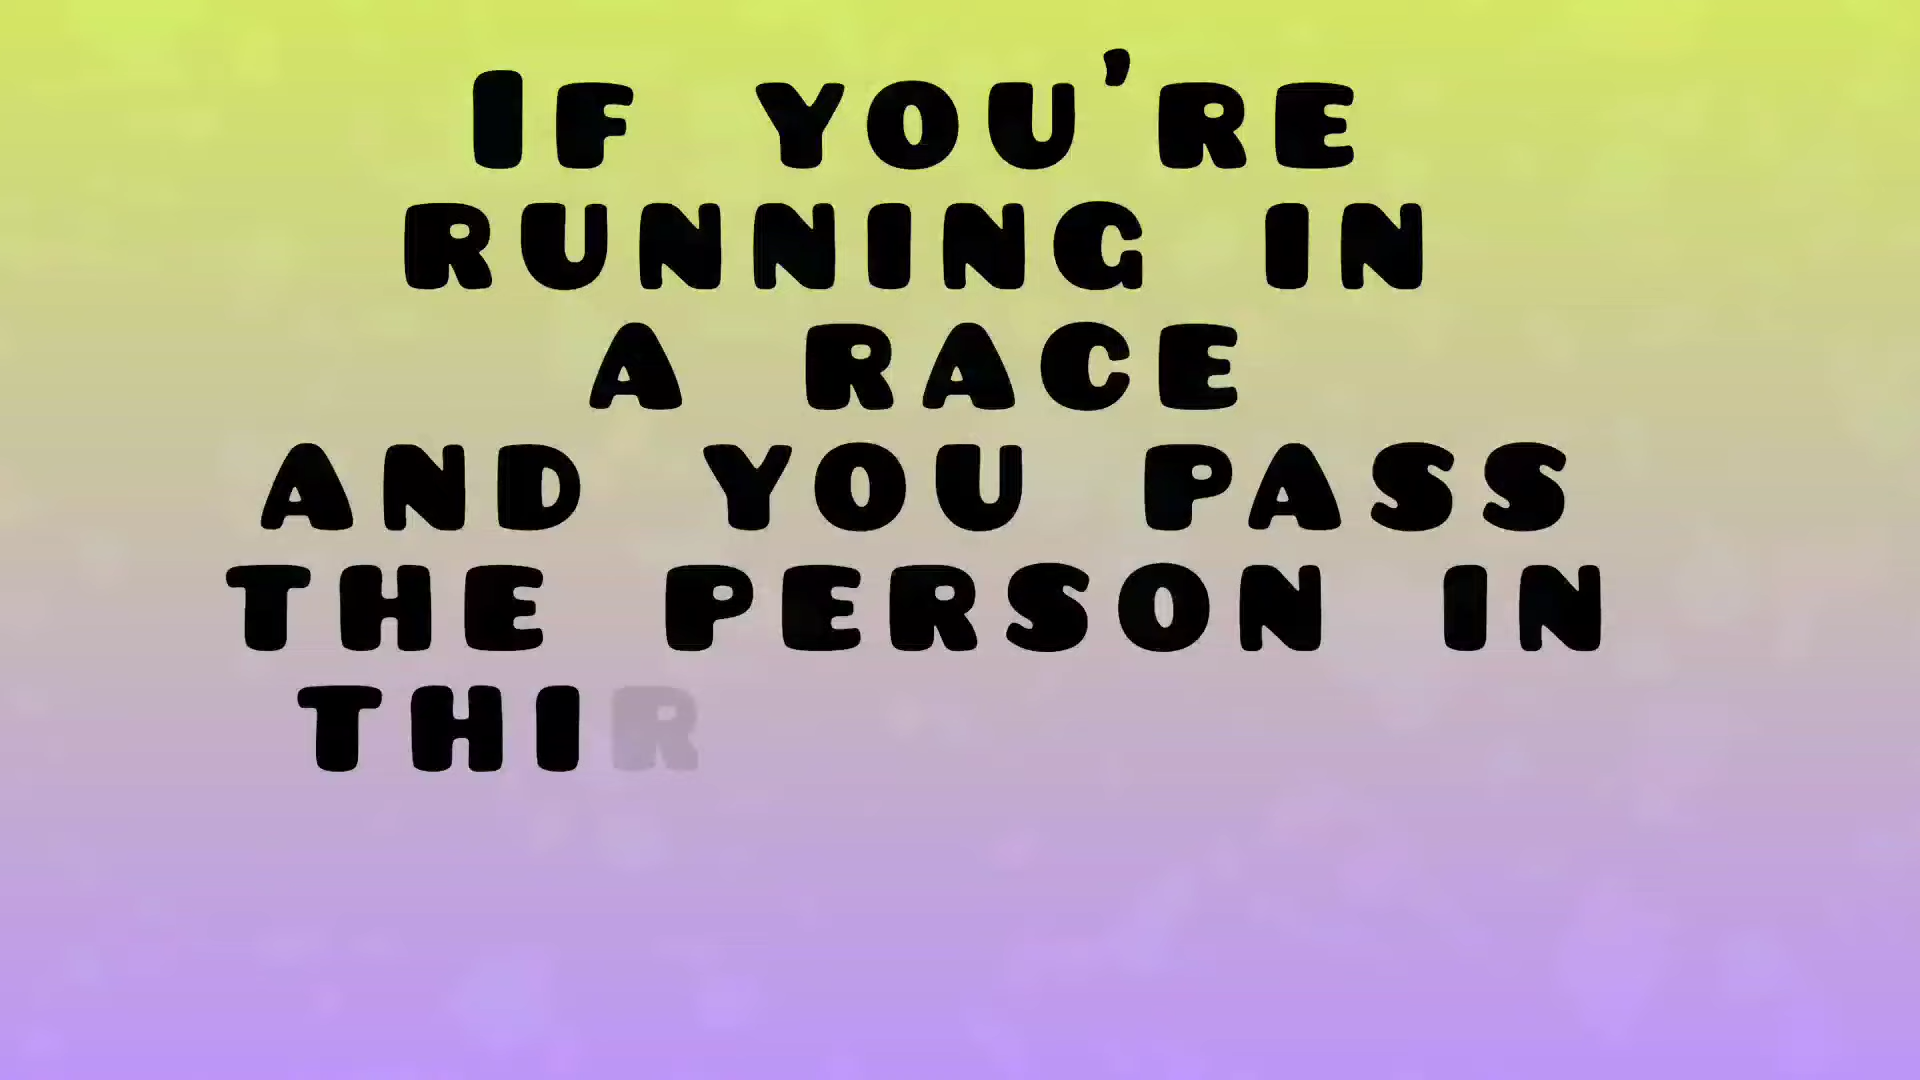 If you're
running in
a race
and you pass
the person in
thir